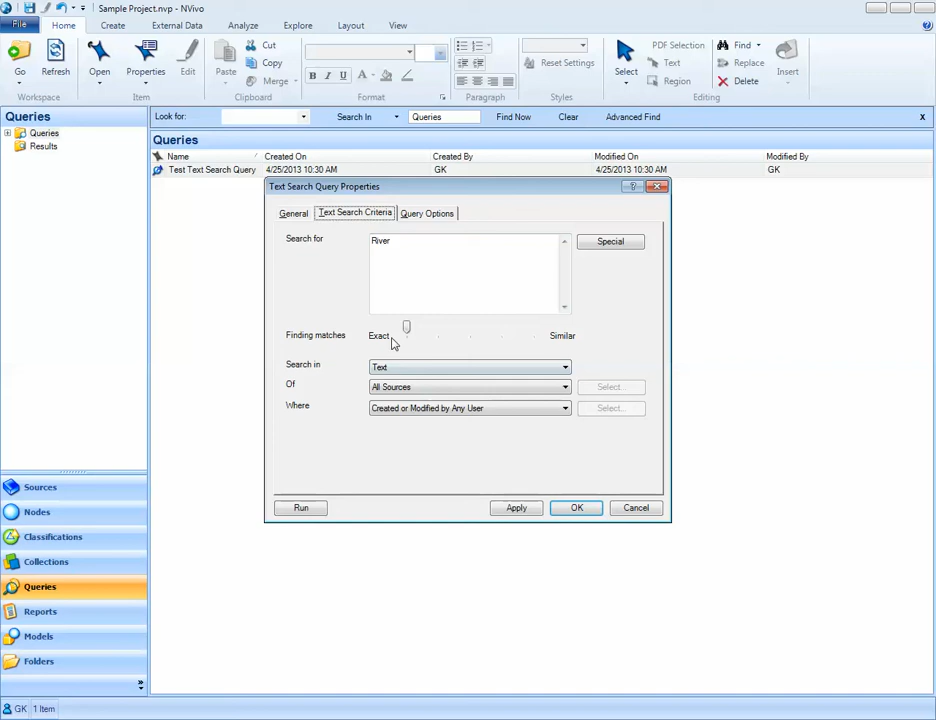 Sample Project.nvp - NVivo
File Home Create External Data Analyze Explore Layout View
Go Refresh Open Properties Edit Paste Cut Copy Merge B I U A Reset Settings Select PDF Selection Text Region Find Replace Delete Insert
Workspace Item Clipboard Format Paragraph Styles Editing
Queries Look for: Search In Queries Find Now Clear Advanced Find x
Queries
Results
Queries
Name Created On Created By Modified On Modified By
Test Text Search Query 4/25/2013 10:30 AM GK 4/25/2013 10:30 AM GK
Text Search Query Properties
General Text Search Criteria Query Options
Search for River Special
Finding matches Exact Similar
Search in Text
Of All Sources Select...
Where Created or Modified by Any User Select...
Run Apply OK Cancel
Sources
Nodes
Classifications
Collections
Queries
Reports
Models
Folders
»
GK 1 Item